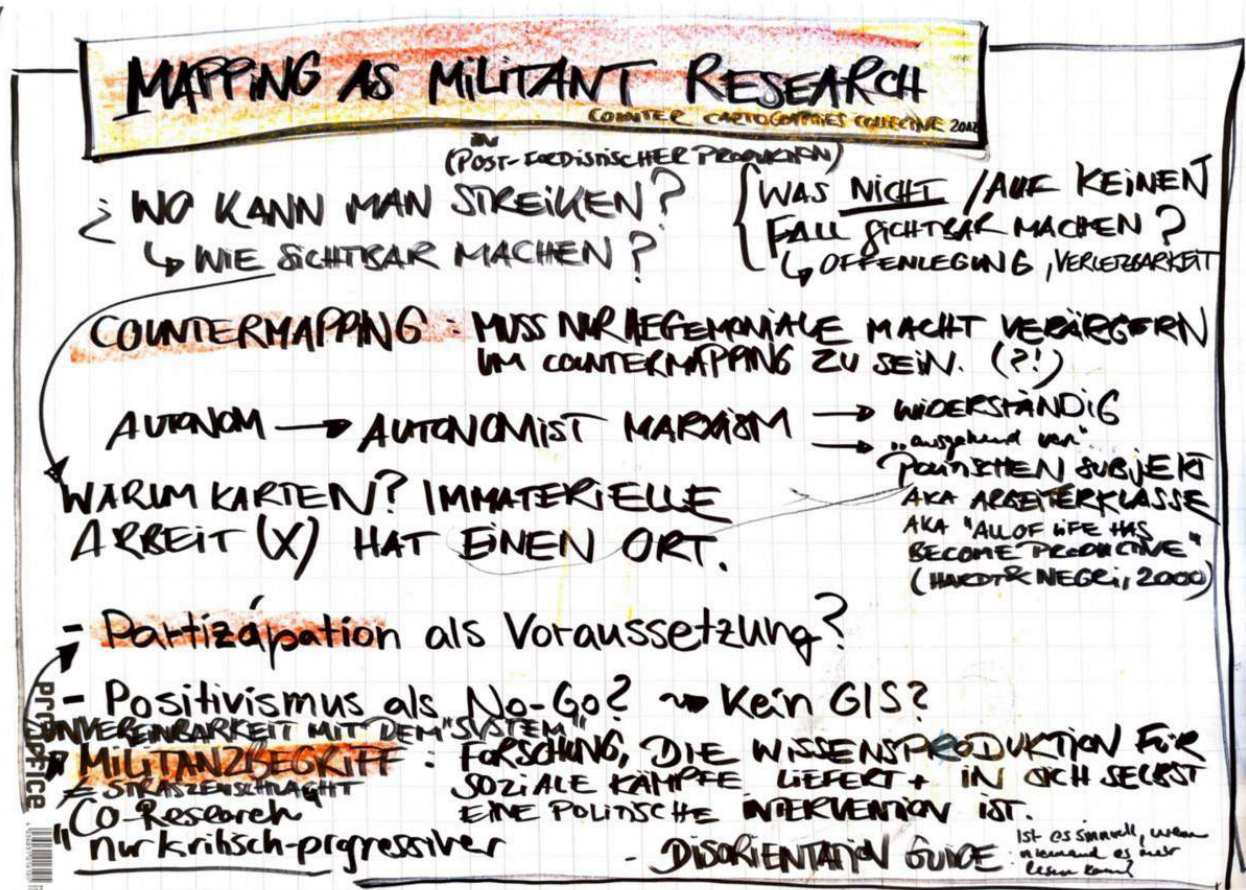 MAPPING AS MILITANT RESEARCH
COUNTER CARTOGRAPHIES COLLECTIVE 2012
in
(POST-FORDISTISCHER PRODUKTION)
¿ WO KANN MAN STREIKEN?
↳ WIE SICHTBAR MACHEN?
WAS NICHT / AUF KEINEN
FALL SICHTBAR MACHEN?
↳ OFFENLEGUNG, VERLETZBARKEIT
COUNTERMAPPING: MUSS NUR HEGEMONIALE MACHT VERÄRGERN
UM COUNTERMAPPING ZU SEIN. (?!)
AUTONOM → AUTONOMIST MARXISM → WIDERSTÄNDIG
→ "ausgehend von"
POLITISCHEN SUBJEKT
AKA ARBEITERKLASSE
AKA "ALL OF LIFE HAS
BECOME PRODUCTIVE"
(HARDT & NEGRI, 2000)
WARUM KARTEN? IMMATERIELLE
ARBEIT (X) HAT EINEN ORT.
- Partizipation als Voraussetzung?
- Positivismus als No-Go? ⇝ Kein GIS?
UNVEREINBARKEIT MIT DEM "SYSTEM"
MILITANZBEGRIFF: FORSCHUNG, DIE WISSENSPRODUKTION FÜR
SOZIALE KÄMPFE LIEFERT + IN SICH SELBST
EINE POLITISCHE INTERVENTION IST.
≠ STRASZENSCHLACHT
"Co-Research"
nur kritisch-progressiver
- DISORIENTATION GUIDE
Ist es sinnvoll, wenn
niemand es mehr
lesen kann?